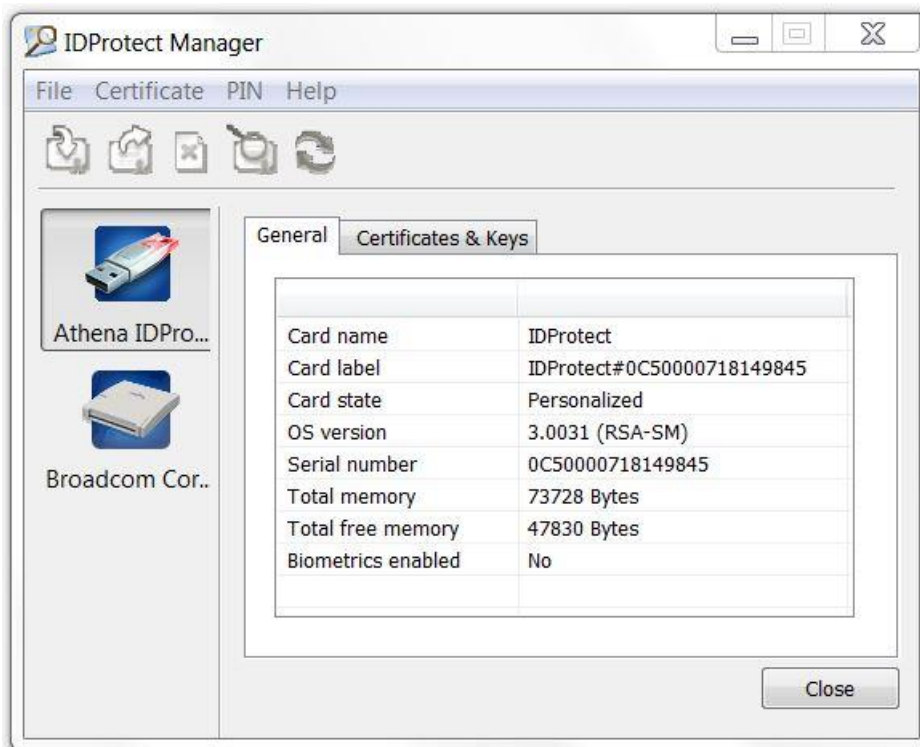 IDProtect Manager
File Certificate PIN Help
Athena IDPro...
Broadcom Cor..
General Certificates & Keys
Card name IDProtect
Card label IDProtect#0C50000718149845
Card state Personalized
OS version 3.0031 (RSA-SM)
Serial number 0C50000718149845
Total memory 73728 Bytes
Total free memory 47830 Bytes
Biometrics enabled No
Close